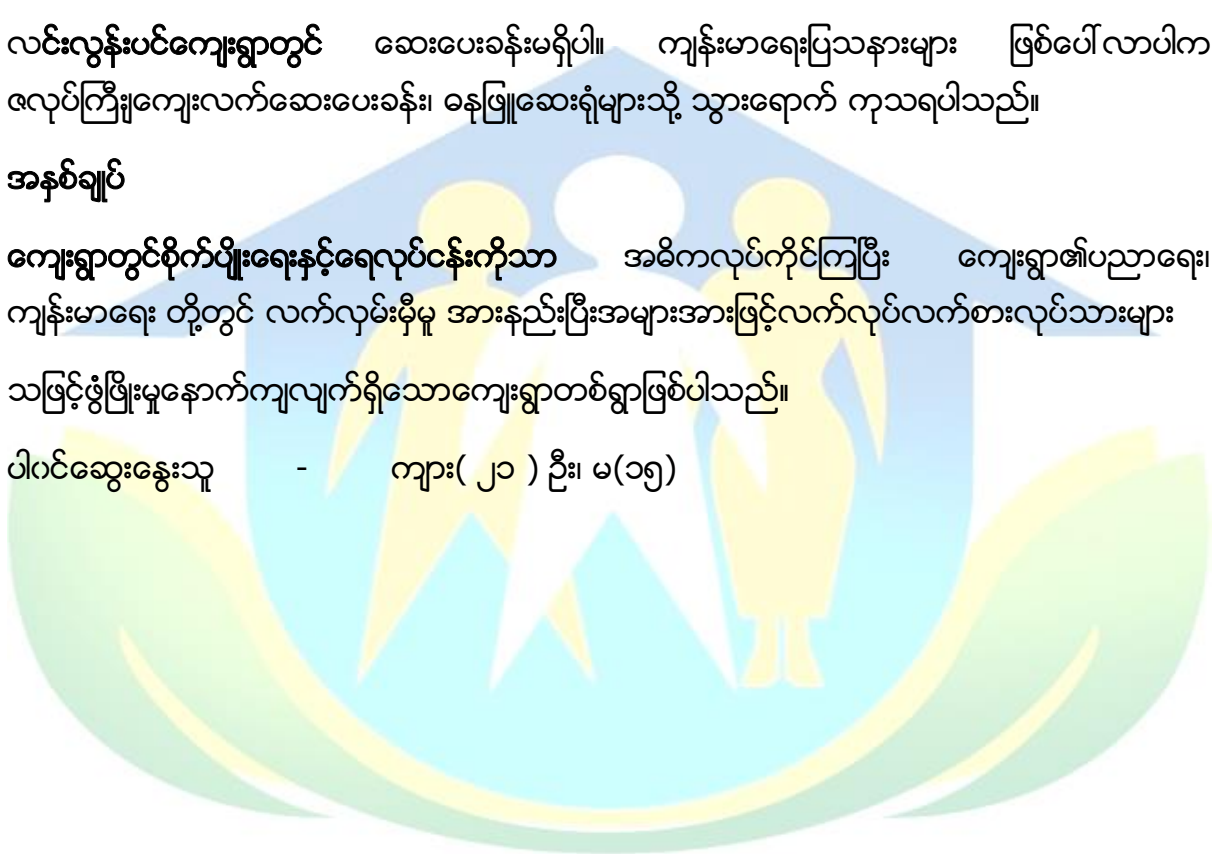 လင်းလွန်းပင်ကျေးရွာတွင် ဆေးပေးခန်းမရှိပါ။ ကျန်းမာရေးပြသနားများ ဖြစ်ပေါ်လာပါက
ဇလုပ်ကြီးကျေးလက်ဆေးပေးခန်း၊ ဓနုဖြူဆေးရုံများသို့ သွားရောက် ကုသရပါသည်။
အနှစ်ချုပ်
ကျေးရွာတွင်စိုက်ပျိုးရေးနှင့်ရေလုပ်ငန်းကိုသာ အဓိကလုပ်ကိုင်ကြပြီး ကျေးရွာ၏ပညာရေး၊
ကျန်းမာရေး တို့တွင် လက်လှမ်းမှီမှု အားနည်းပြီးအများအားဖြင့်လက်လုပ်လက်စားလုပ်သားများ
သဖြင့်ဖွံဖြိုးမှုနောက်ကျလျက်ရှိသောကျေးရွာတစ်ရွာဖြစ်ပါသည်။
ပါဝင်ဆွေးနွေးသူ - ကျား( ၂၁ ) ဦး၊ မ(၁၅)